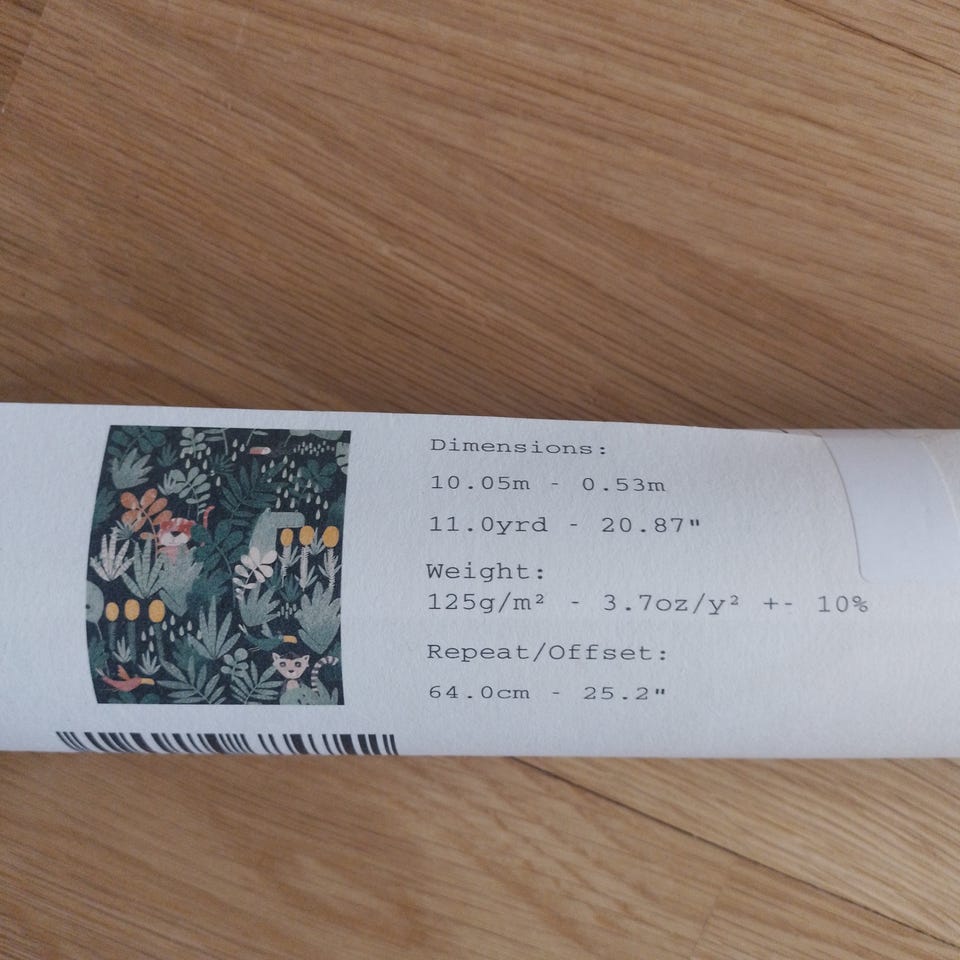 Dimensions:
10.05m - 0.53m
11.0yrd - 20.87"
Weight:
125g/m² - 3.7oz/y² +- 10%
Repeat/Offset:
64.0cm - 25.2"